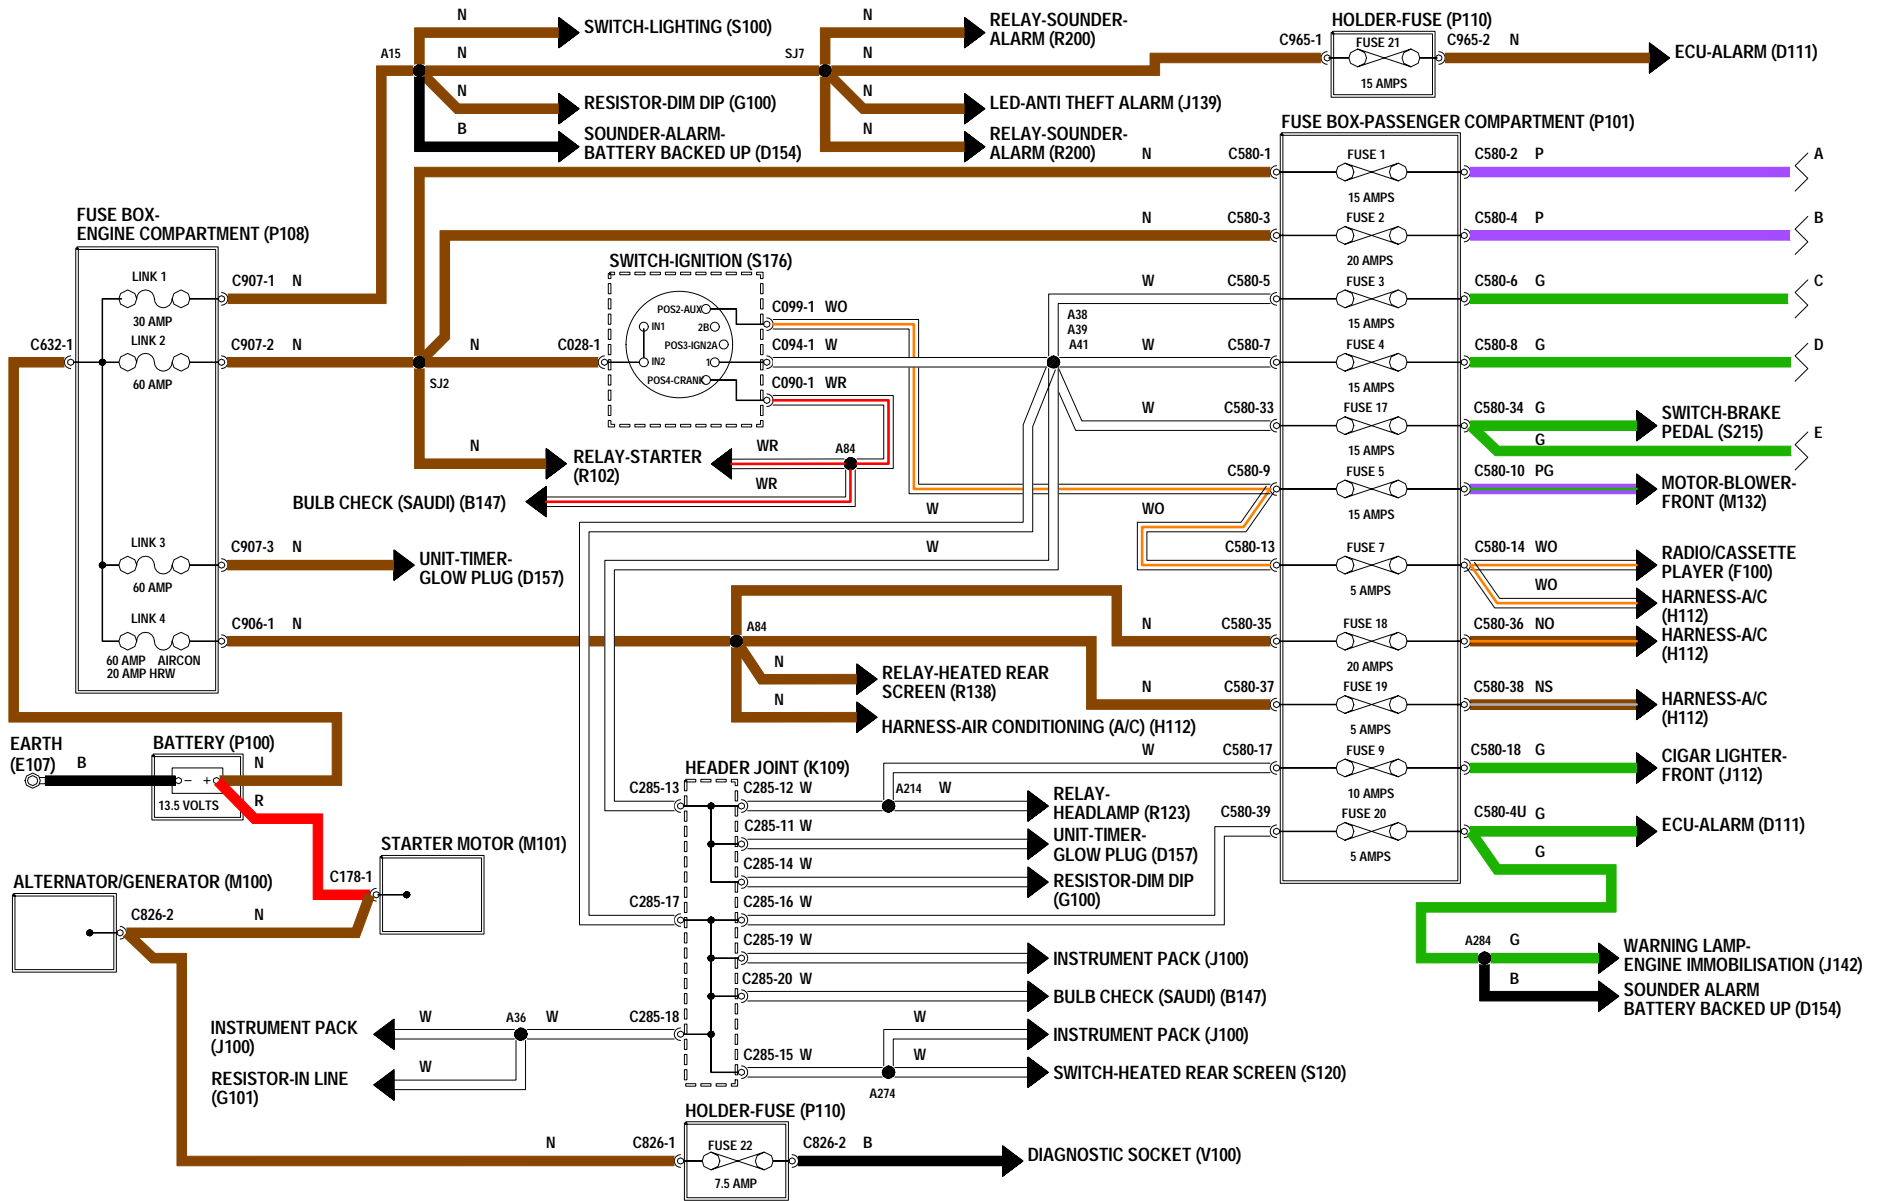 N
SWITCH-LIGHTING (S100)
A15
N
N
RESISTOR-DIM DIP (G100)
B
SOUNDER-ALARM-
BATTERY BACKED UP (D154)
SJ7
N
RELAY-SOUNDER-
ALARM (R200)
N
N
LED-ANTI THEFT ALARM (J139)
N
RELAY-SOUNDER-
ALARM (R200)
HOLDER-FUSE (P110)
C965-1
FUSE 21
15 AMPS
C965-2 N
ECU-ALARM (D111)
FUSE BOX-PASSENGER COMPARTMENT (P101)
N
C580-1
FUSE 1
15 AMPS
C580-2 P
A
N
C580-3
FUSE 2
20 AMPS
C580-4 P
B
W
C580-5
FUSE 3
15 AMPS
C580-6 G
C
A38
A39
A41
W
C580-7
FUSE 4
15 AMPS
C580-8 G
D
W
C580-33
FUSE 17
15 AMPS
C580-34 G
SWITCH-BRAKE
PEDAL (S215)
G
E
C580-9
FUSE 5
15 AMPS
C580-10 PG
MOTOR-BLOWER-
FRONT (M132)
WO
C580-13
FUSE 7
5 AMPS
C580-14 WO
RADIO/CASSETTE
PLAYER (F100)
WO
HARNESS-A/C
(H112)
N
C580-35
FUSE 18
20 AMPS
C580-36 NO
HARNESS-A/C
(H112)
N
C580-37
FUSE 19
5 AMPS
C580-38 NS
HARNESS-A/C
(H112)
W
C580-17
FUSE 9
10 AMPS
C580-18 G
CIGAR LIGHTER-
FRONT (J112)
C580-39
FUSE 20
5 AMPS
C580-4U G
ECU-ALARM (D111)
G
A284
G
WARNING LAMP-
ENGINE IMMOBILISATION (J142)
B
SOUNDER ALARM
BATTERY BACKED UP (D154)
FUSE BOX-
ENGINE COMPARTMENT (P108)
C632-1
LINK 1
30 AMP
C907-1 N
LINK 2
60 AMP
C907-2 N
SJ2
LINK 3
60 AMP
C907-3 N
UNIT-TIMER-
GLOW PLUG (D157)
LINK 4
60 AMP AIRCON
20 AMP HRW
C906-1 N
SWITCH-IGNITION (S176)
N
C028-1
POS2-AUX
IN1
2B
POS3-IGN2A
IN2
1
POS4-CRANK
C099-1 WO
C094-1 W
C090-1 WR
N
RELAY-STARTER
(R102)
WR
A84
WR
BULB CHECK (SAUDI) (B147)
W
W
A84
N
RELAY-HEATED REAR
SCREEN (R138)
N
HARNESS-AIR CONDITIONING (A/C) (H112)
EARTH
(E107)
B
BATTERY (P100)
- +
13.5 VOLTS
N
R
STARTER MOTOR (M101)
C178-1
ALTERNATOR/GENERATOR (M100)
C826-2
N
HEADER JOINT (K109)
C285-13
C285-12 W
A214 W
RELAY-
HEADLAMP (R123)
C285-11 W
UNIT-TIMER-
GLOW PLUG (D157)
C285-14 W
RESISTOR-DIM DIP
(G100)
C285-17
C285-16 W
C285-19 W
INSTRUMENT PACK (J100)
C285-20 W
BULB CHECK (SAUDI) (B147)
C285-18
W
INSTRUMENT PACK (J100)
C285-15 W
W
SWITCH-HEATED REAR SCREEN (S120)
A274
INSTRUMENT PACK
(J100)
W
A36
W
RESISTOR-IN LINE
(G101)
W
HOLDER-FUSE (P110)
N
C826-1
FUSE 22
7.5 AMP
C826-2 B
DIAGNOSTIC SOCKET (V100)